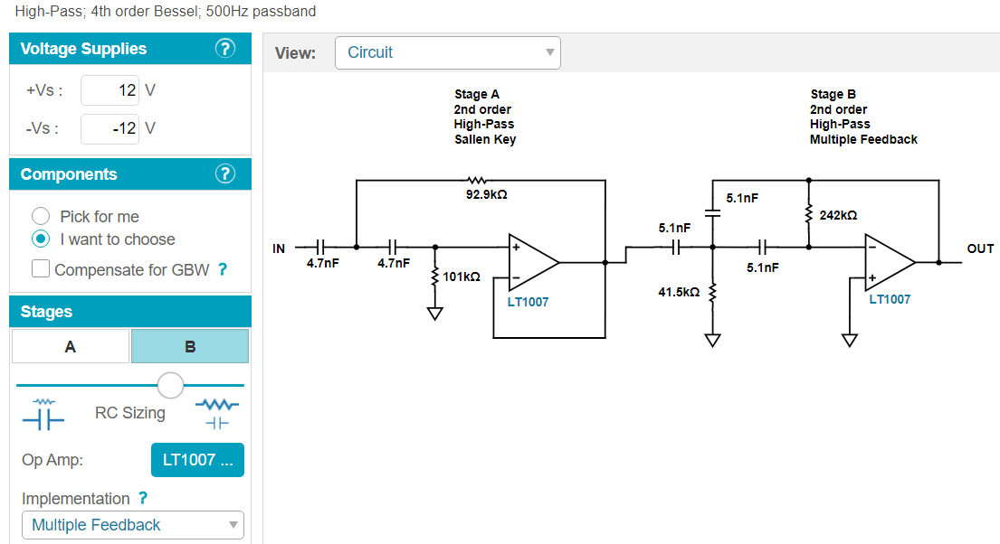 High-Pass; 4th order Bessel; 500Hz passband
Voltage Supplies ?
+Vs : 12 V
-Vs : -12 V
Components ?
Pick for me
I want to choose
Compensate for GBW ?
Stages
A B
RC Sizing
Op Amp: LT1007 ...
Implementation ?
Multiple Feedback
View: Circuit
Stage A
2nd order
High-Pass
Sallen Key
92.9kΩ
IN
4.7nF
4.7nF
101kΩ
+
−
LT1007
Stage B
2nd order
High-Pass
Multiple Feedback
5.1nF
242kΩ
5.1nF
5.1nF
41.5kΩ
−
+
LT1007
OUT